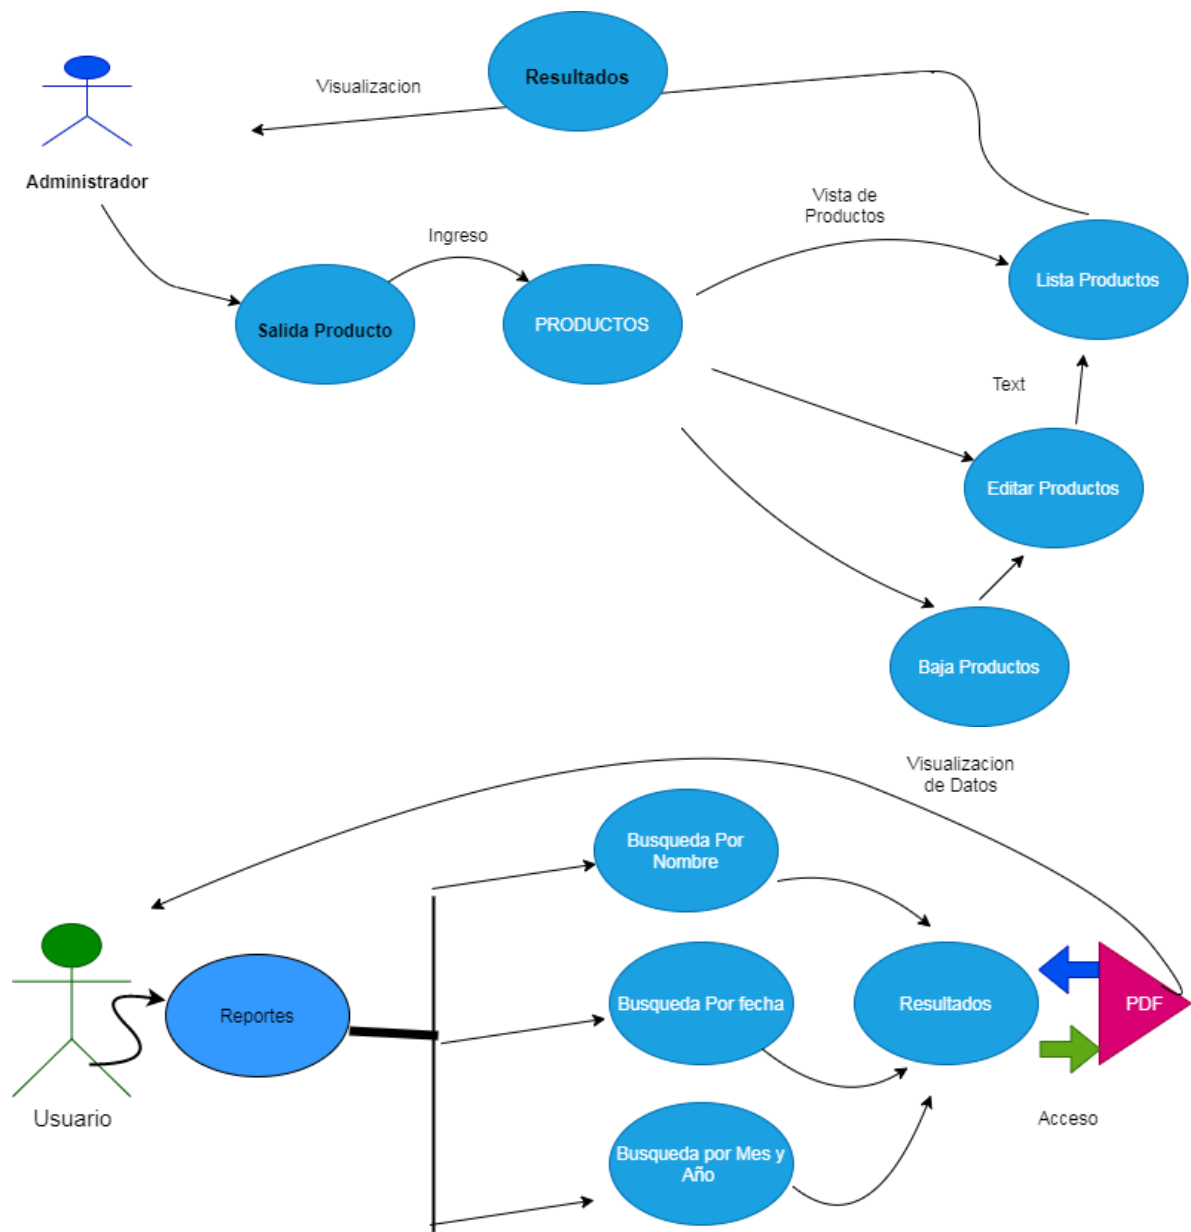 Visualizacion
Resultados
Administrador
Vista de
Productos
Ingreso
Lista Productos
Salida Producto
PRODUCTOS
Text
Editar Productos
Baja Productos
Visualizacion
de Datos
Busqueda Por
Nombre
Busqueda Por fecha
Resultados
PDF
Reportes
Usuario
Acceso
Busqueda por Mes y
Año